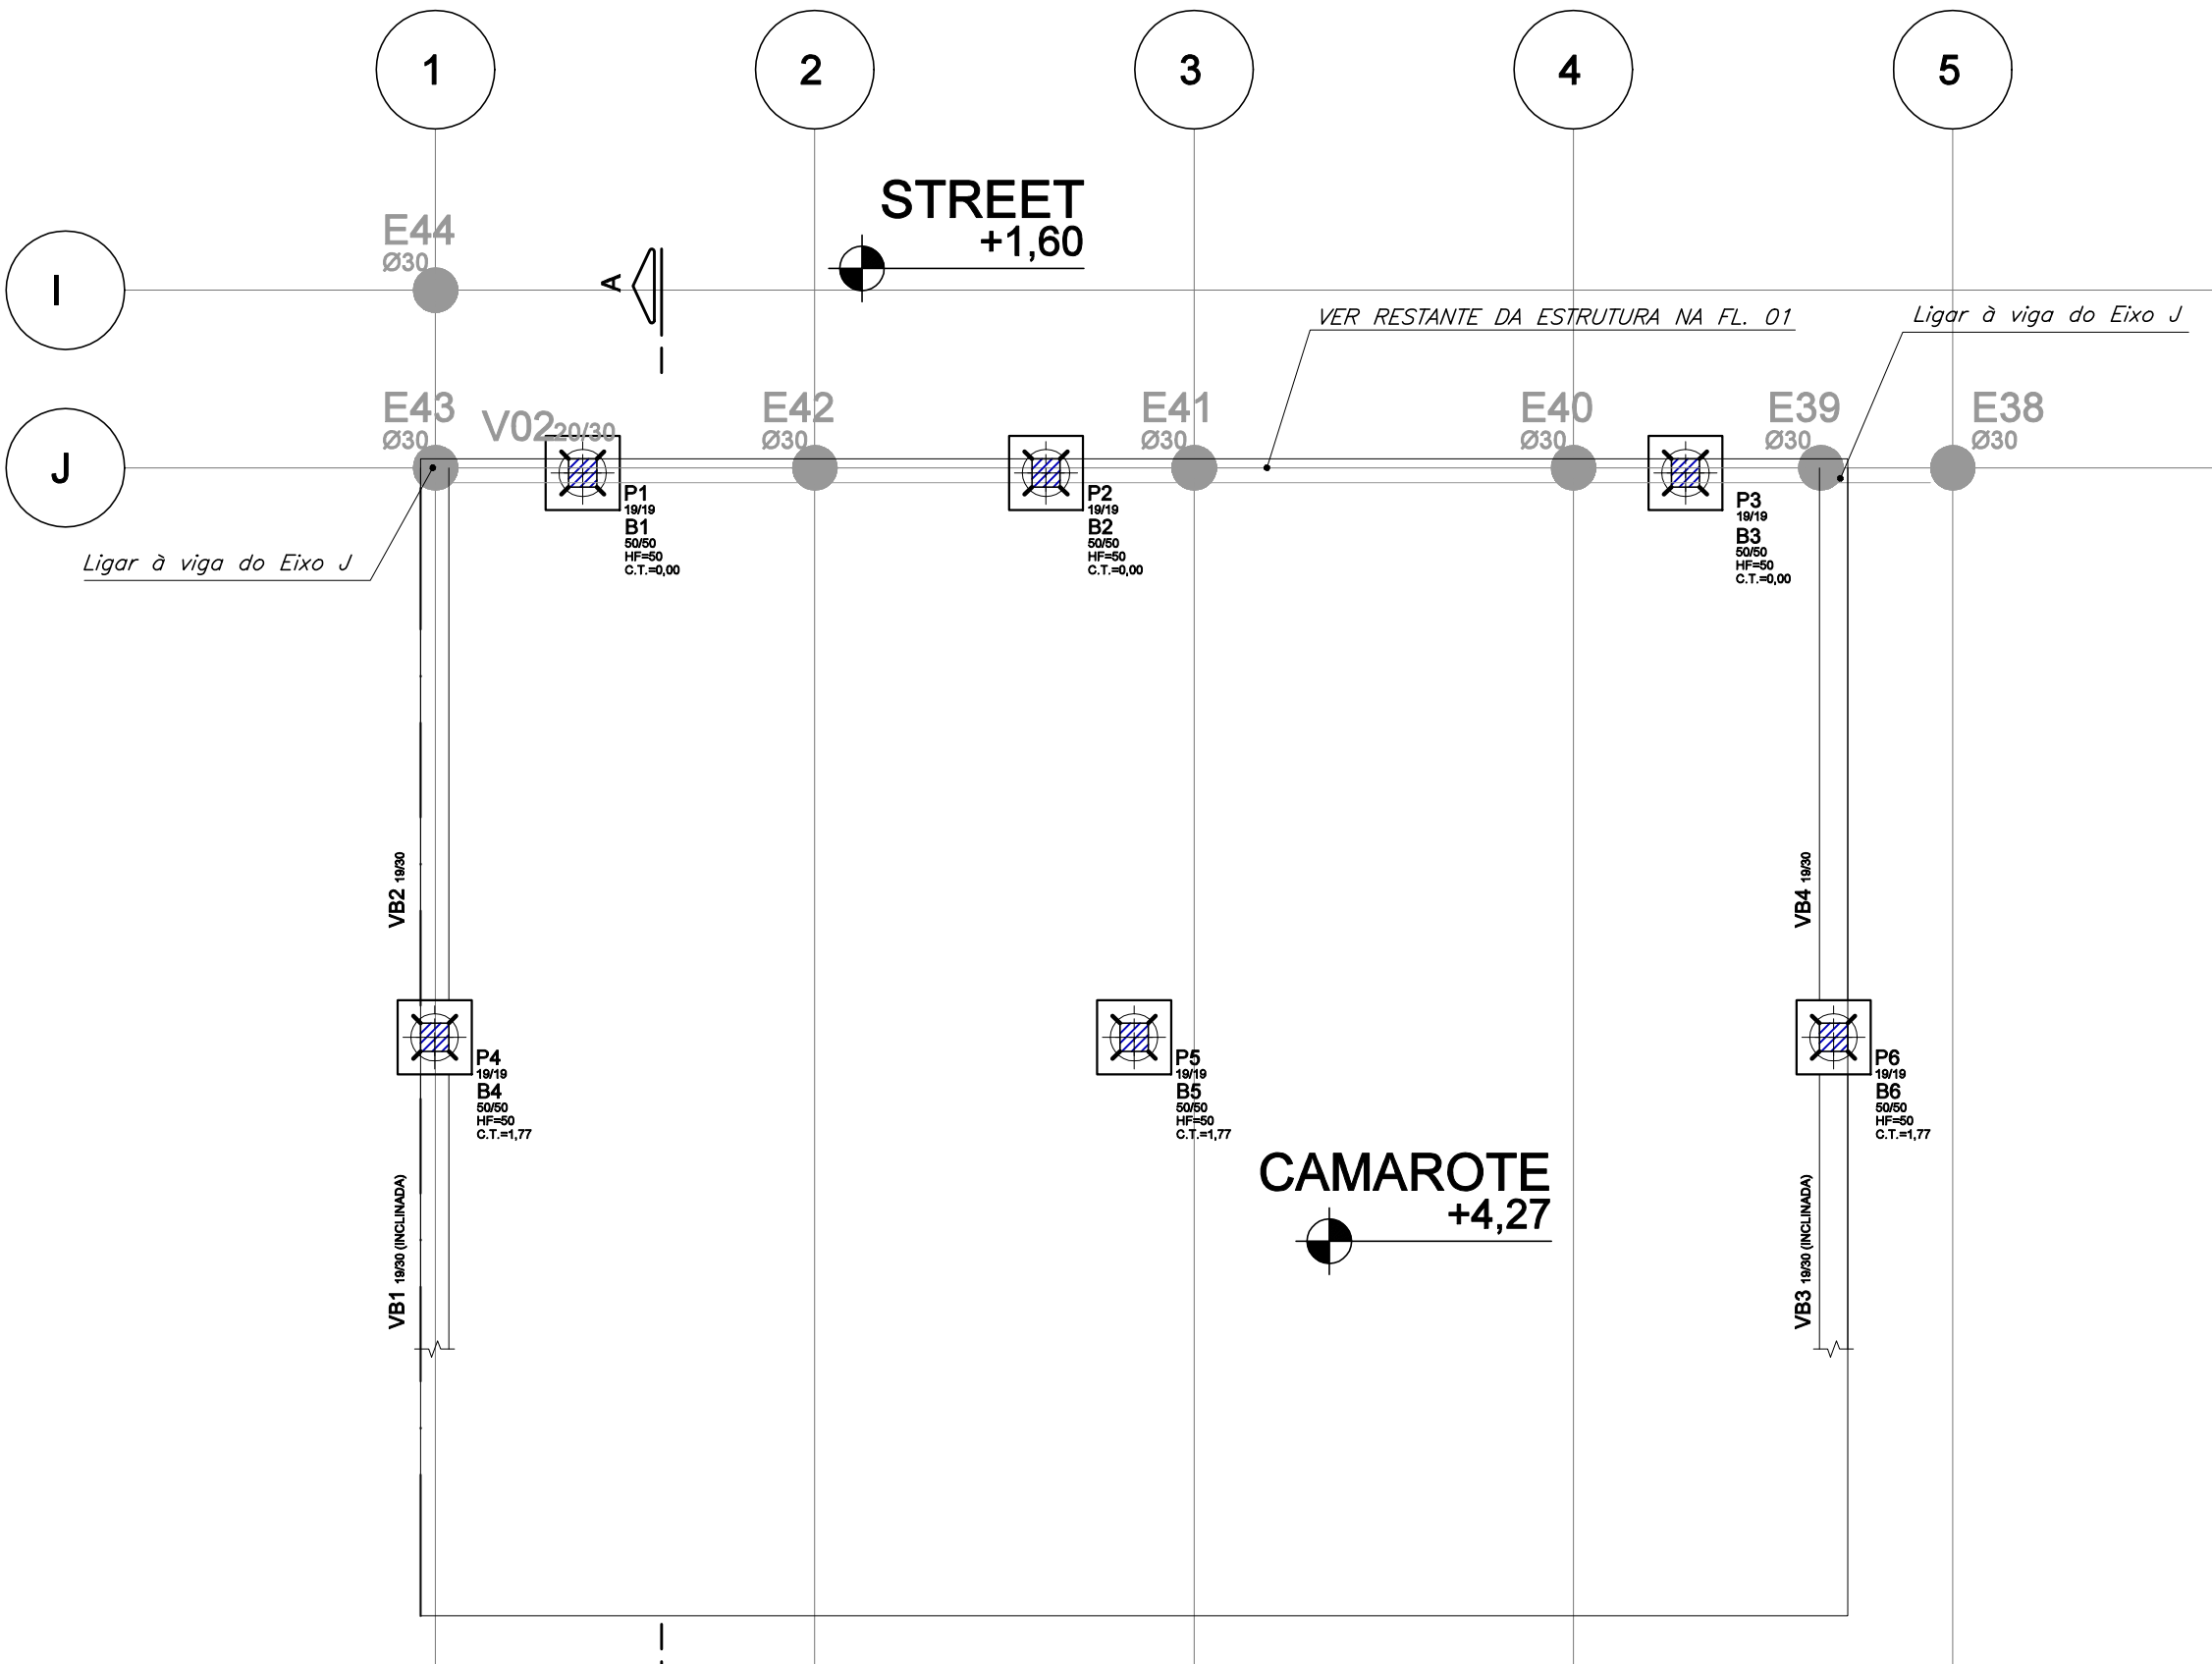 1
2
3
4
5
STREET
+1,60
E44
Ø30
I
A
VER RESTANTE DA ESTRUTURA NA FL. 01
Ligar à viga do Eixo J
J
E43
Ø30
V02 20/30
E42
Ø30
E41
Ø30
E40
Ø30
E39
Ø30
E38
Ø30
P1
19/19
B1
50/50
HF=50
C.T.=0,00
P2
19/19
B2
50/50
HF=50
C.T.=0,00
P3
19/19
B3
50/50
HF=50
C.T.=0,00
Ligar à viga do Eixo J
VB2 19/30
VB4 19/30
P4
19/19
B4
50/50
HF=50
C.T.=1,77
P5
19/19
B5
50/50
HF=50
C.T.=1,77
P6
19/19
B6
50/50
HF=50
C.T.=1,77
CAMAROTE
+4,27
VB1 19/30 (INCLINADA)
VB3 19/30 (INCLINADA)